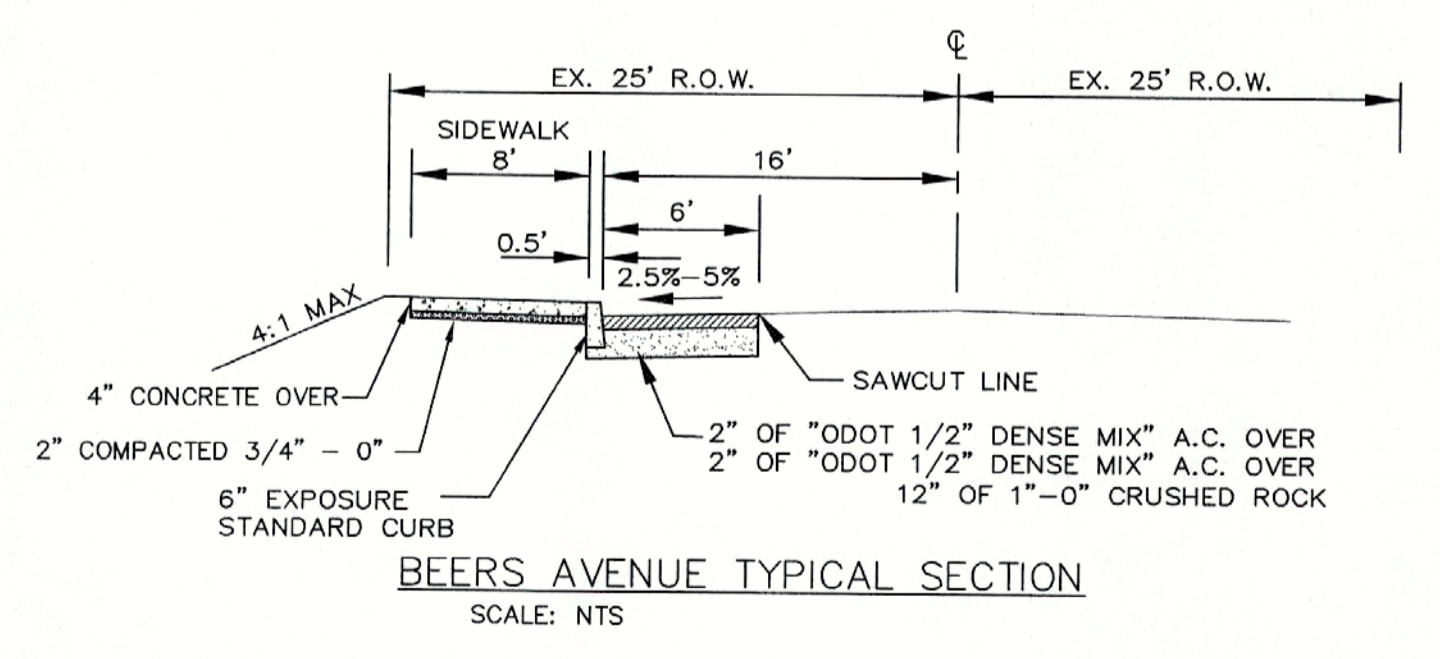 ℄
EX. 25' R.O.W.
EX. 25' R.O.W.
SIDEWALK
8'
16'
6'
0.5'
2.5%-5%
4:1 MAX
SAWCUT LINE
4" CONCRETE OVER
2" COMPACTED 3/4" - 0"
2" OF "ODOT 1/2" DENSE MIX" A.C. OVER
2" OF "ODOT 1/2" DENSE MIX" A.C. OVER
12" OF 1"-0" CRUSHED ROCK
6" EXPOSURE
STANDARD CURB
BEERS AVENUE TYPICAL SECTION
SCALE: NTS